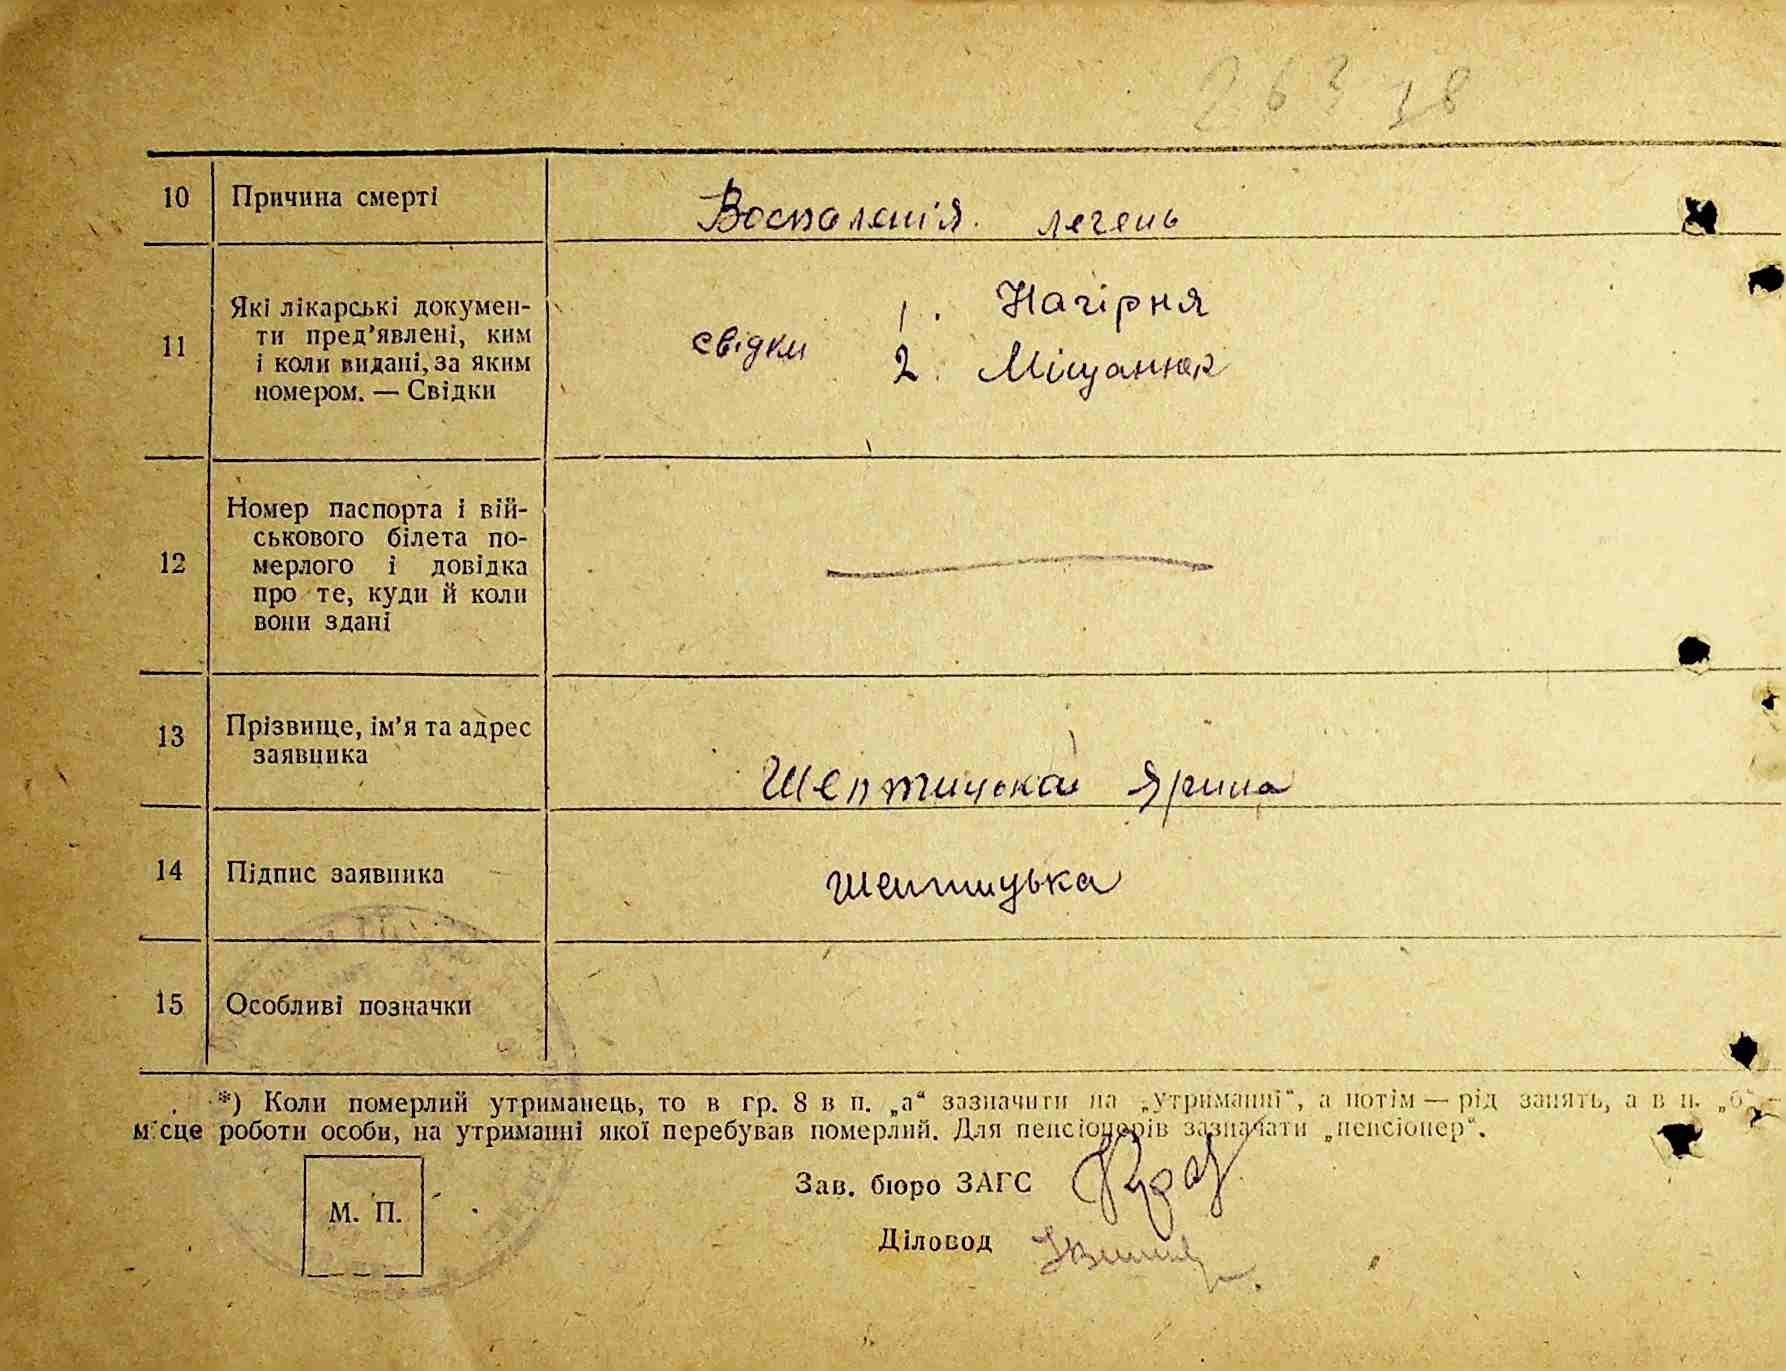 263 38
10 Причина смерті Воспаленія легень
11 Які лікарські докумен-
ти пред'явлені, ким
і коли видані, за яким
номером. — Свідки
свідки 1. Нагірня
2. Міщанюк
12 Номер паспорта і вій-
ськового білета по-
мерлого і довідка
про те, куди й коли
вони здані
13 Прізвище, ім'я та адрес
заявника
Шептицька Ярина
14 Підпис заявника Шептицька
15 Особливі позначки
*) Коли померлий утриманець, то в гр. 8 в п. „а“ зазначити на „утриманні“, а потім — рід занять, а в п. „б“ —
місце роботи особи, на утриманні якої перебував померлий. Для пенсіонерів зазначати „пенсіонер“.
М. П.
Зав. бюро ЗАГС
Діловод